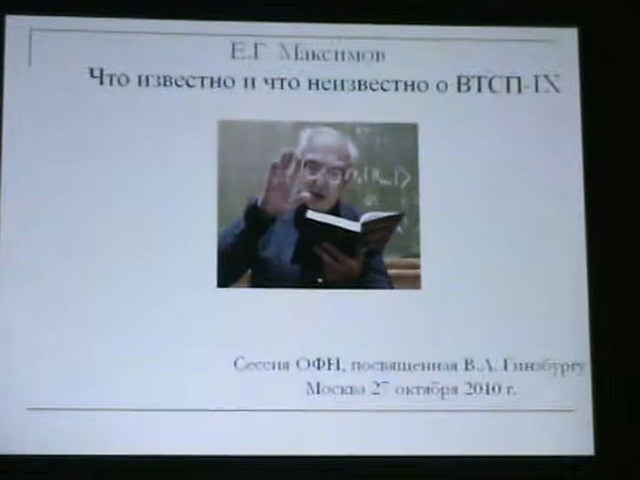 Е.Г. Максимов
Что известно и что неизвестно о ВТСП-IX
Сессия ОФН, посвященная В.Л. Гинзбургу
Москва 27 октября 2010 г.